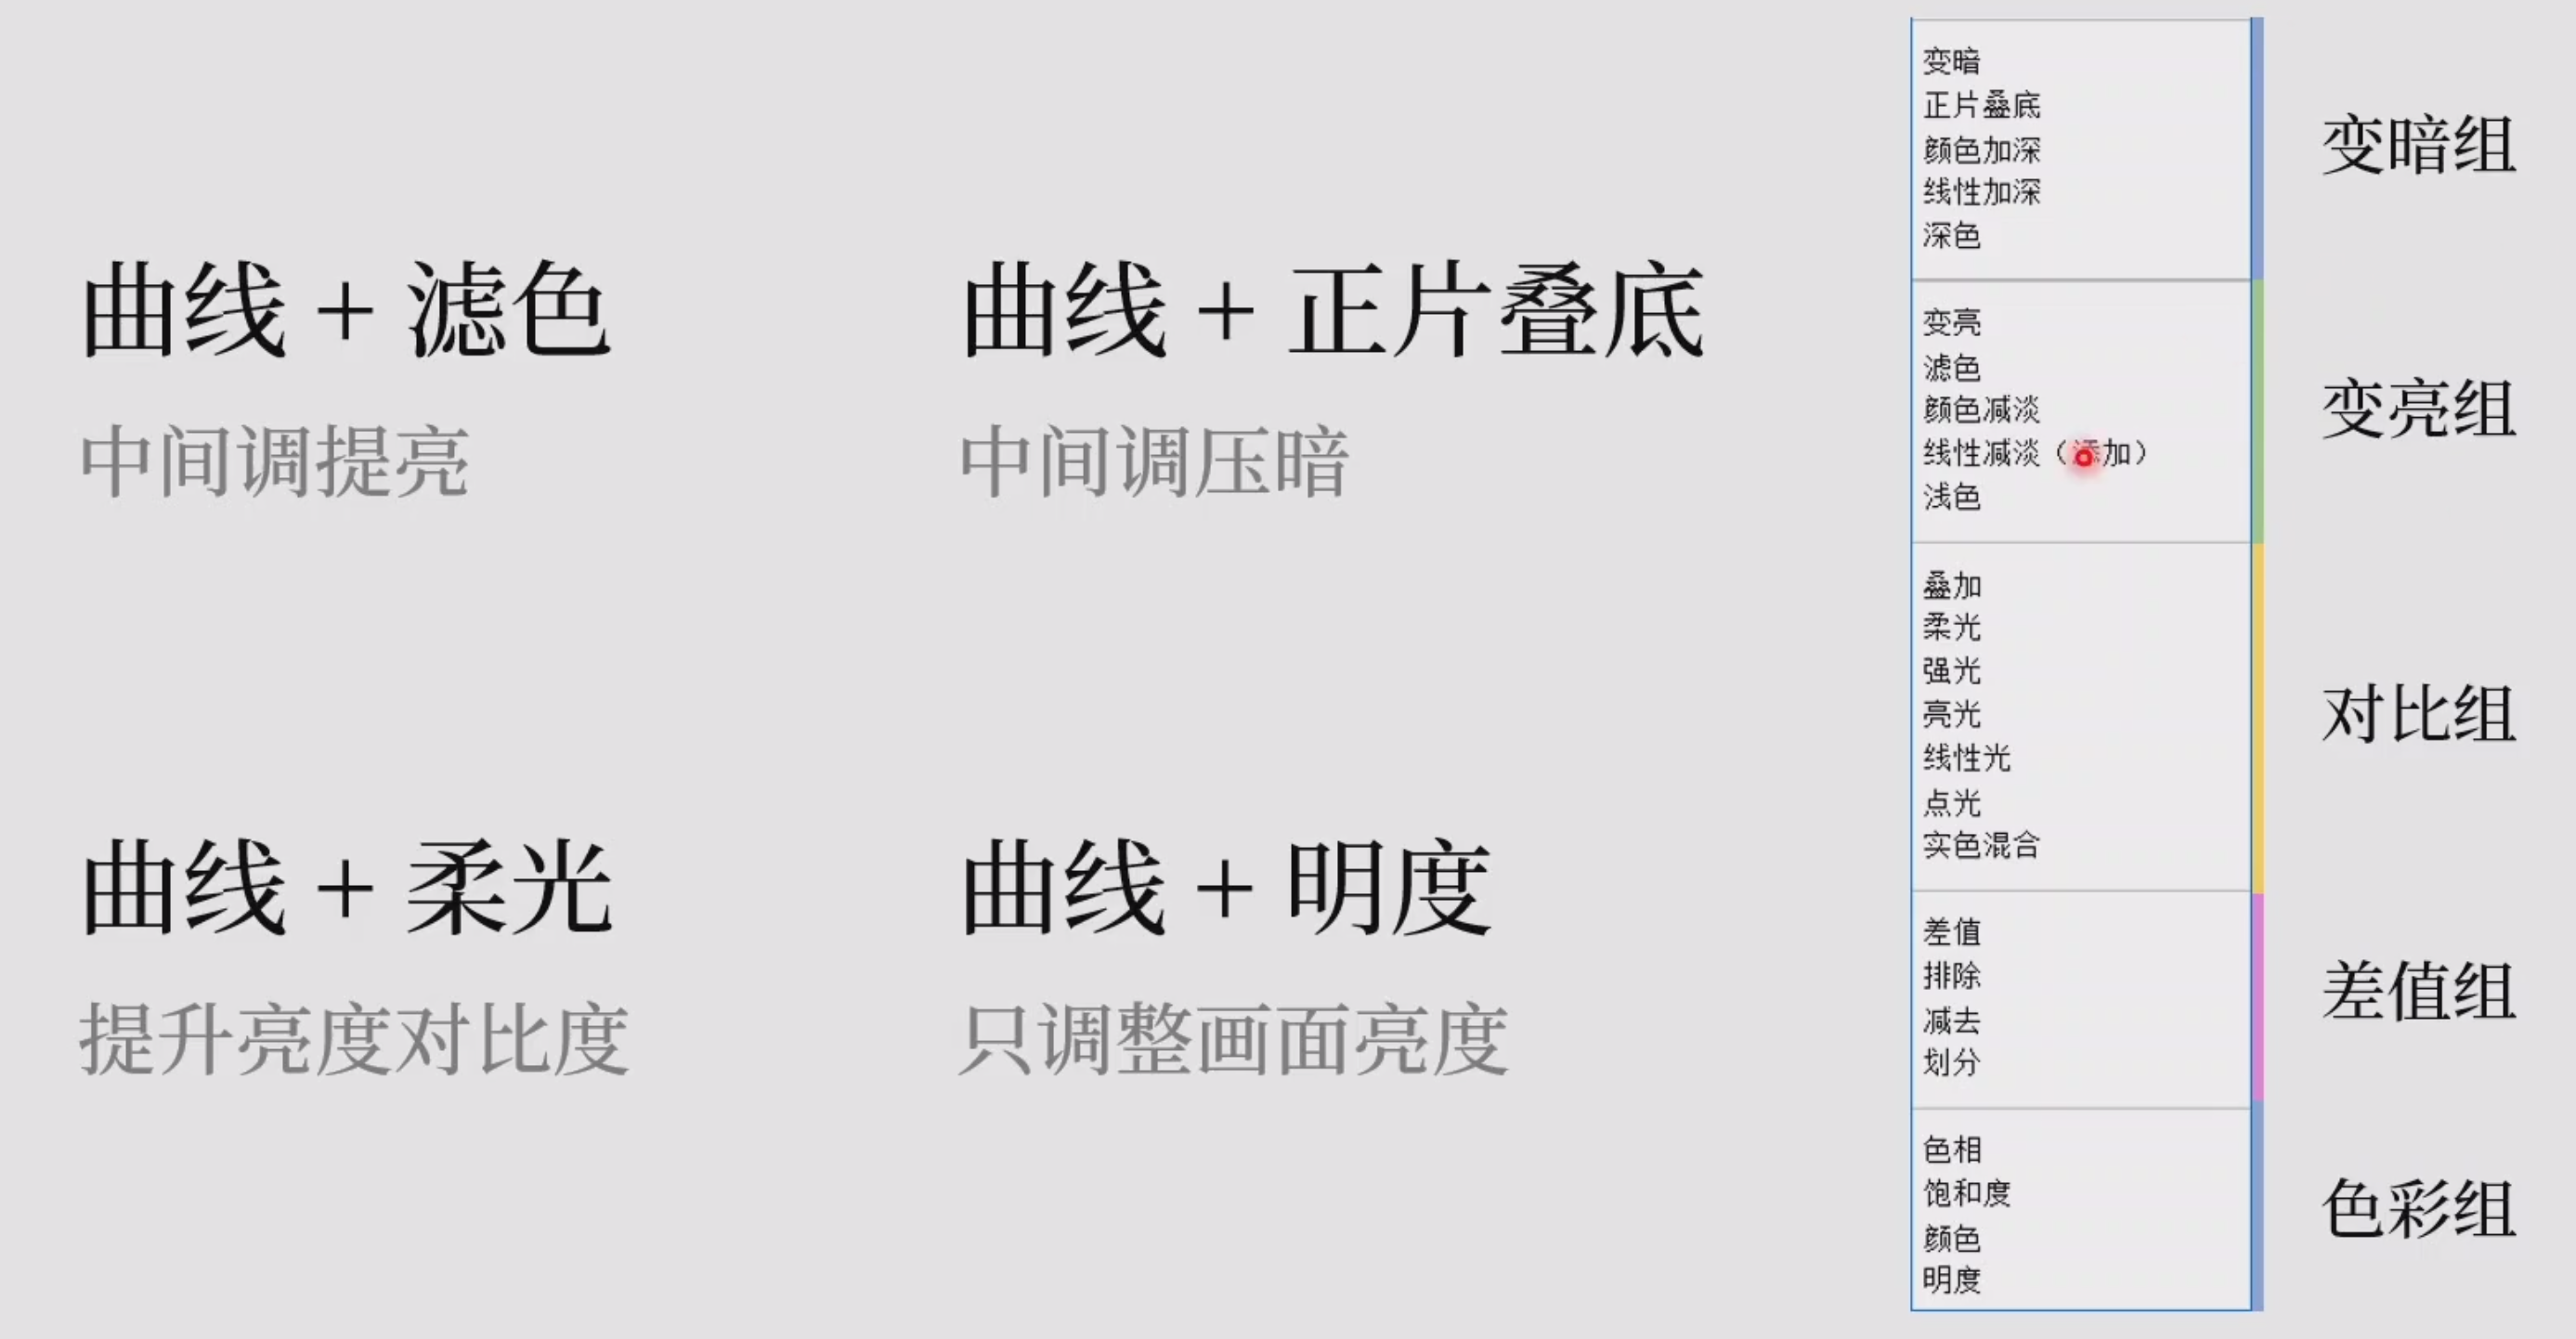 曲线 + 滤色
中间调提亮
曲线 + 正片叠底
中间调压暗
曲线 + 柔光
提升亮度对比度
曲线 + 明度
只调整画面亮度
变暗
正片叠底
颜色加深
线性加深
深色
变暗组
变亮
滤色
颜色减淡
线性减淡（添加）
浅色
变亮组
叠加
柔光
强光
亮光
线性光
点光
实色混合
对比组
差值
排除
减去
划分
差值组
色相
饱和度
颜色
明度
色彩组